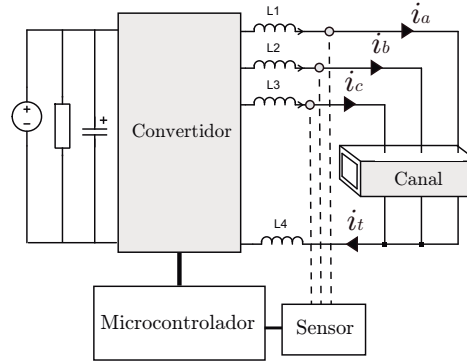 L1
i_a
L2
i_b
L3
i_c
Convertidor
+
+
−
Canal
L4
i_t
Microcontrolador
Sensor